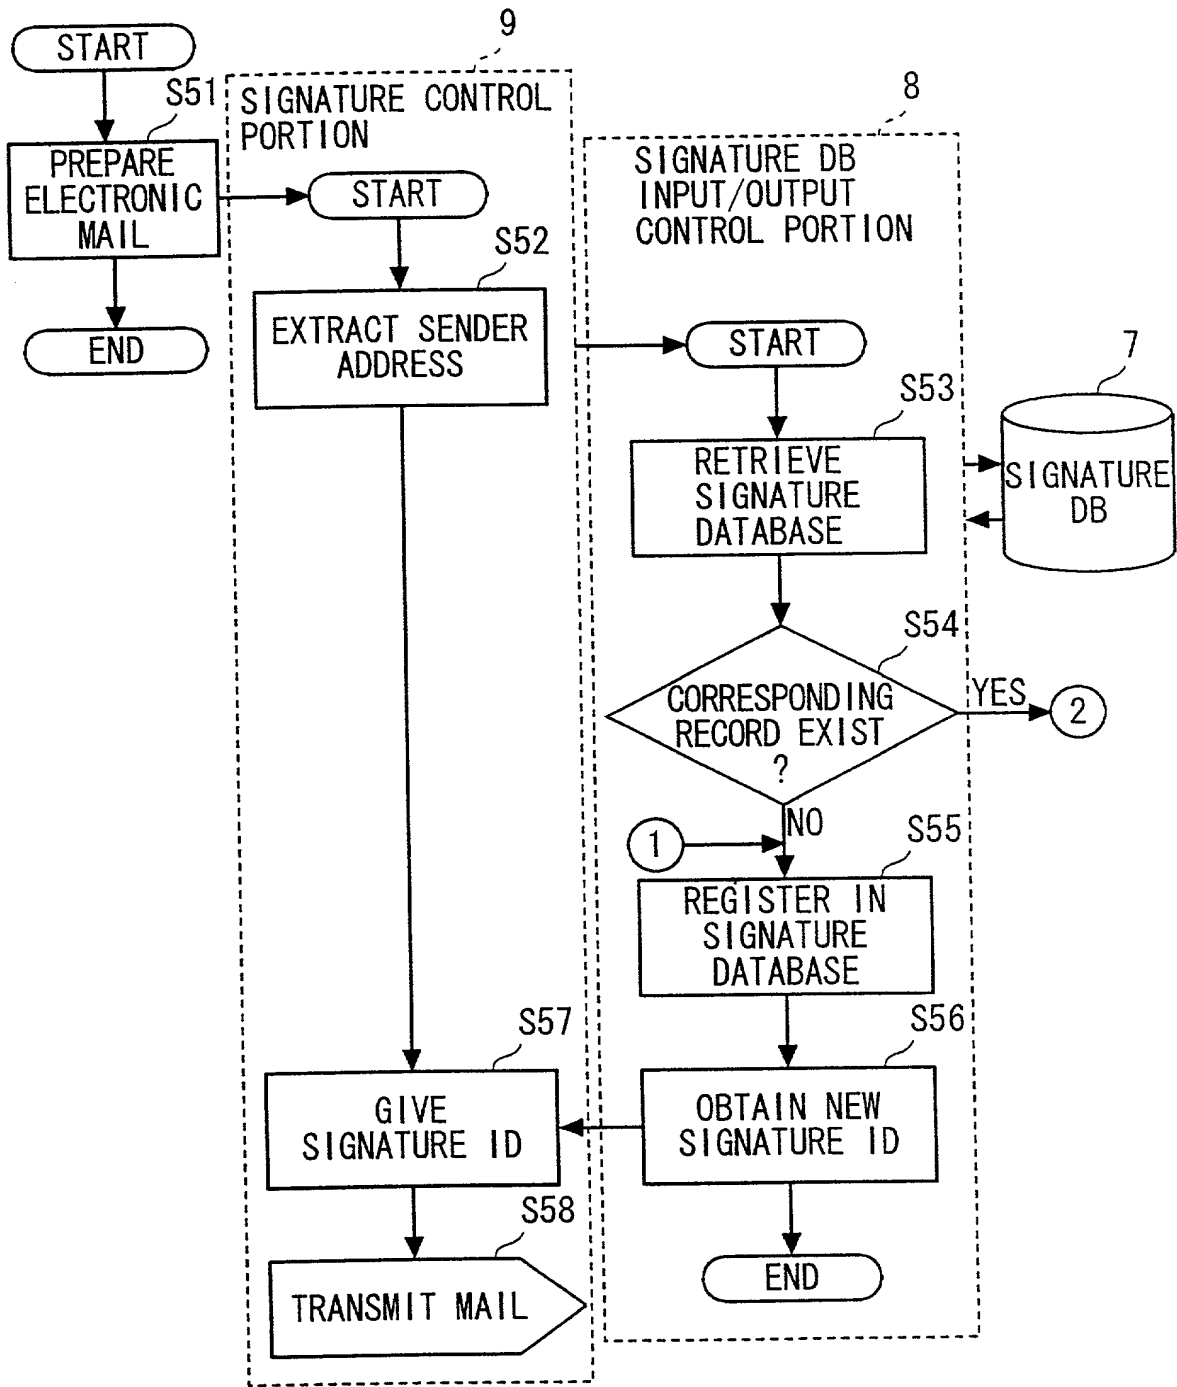 START
S51
PREPARE
ELECTRONIC
MAIL
END
9
SIGNATURE CONTROL
PORTION
START
S52
EXTRACT SENDER
ADDRESS
8
SIGNATURE DB
INPUT/OUTPUT
CONTROL PORTION
START
S53
RETRIEVE
SIGNATURE
DATABASE
7
SIGNATURE
DB
S54
CORRESPONDING
RECORD EXIST
?
YES
2
NO
1
S55
REGISTER IN
SIGNATURE
DATABASE
S56
OBTAIN NEW
SIGNATURE ID
END
S57
GIVE
SIGNATURE ID
S58
TRANSMIT MAIL